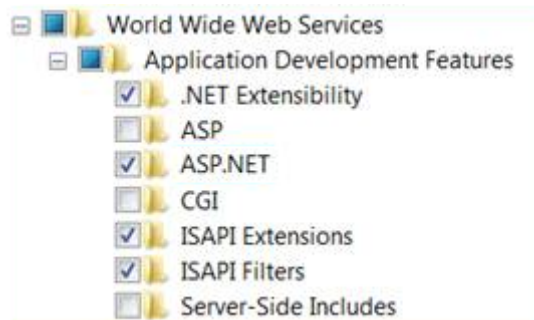 World Wide Web Services
Application Development Features
.NET Extensibility
ASP
ASP.NET
CGI
ISAPI Extensions
ISAPI Filters
Server-Side Includes